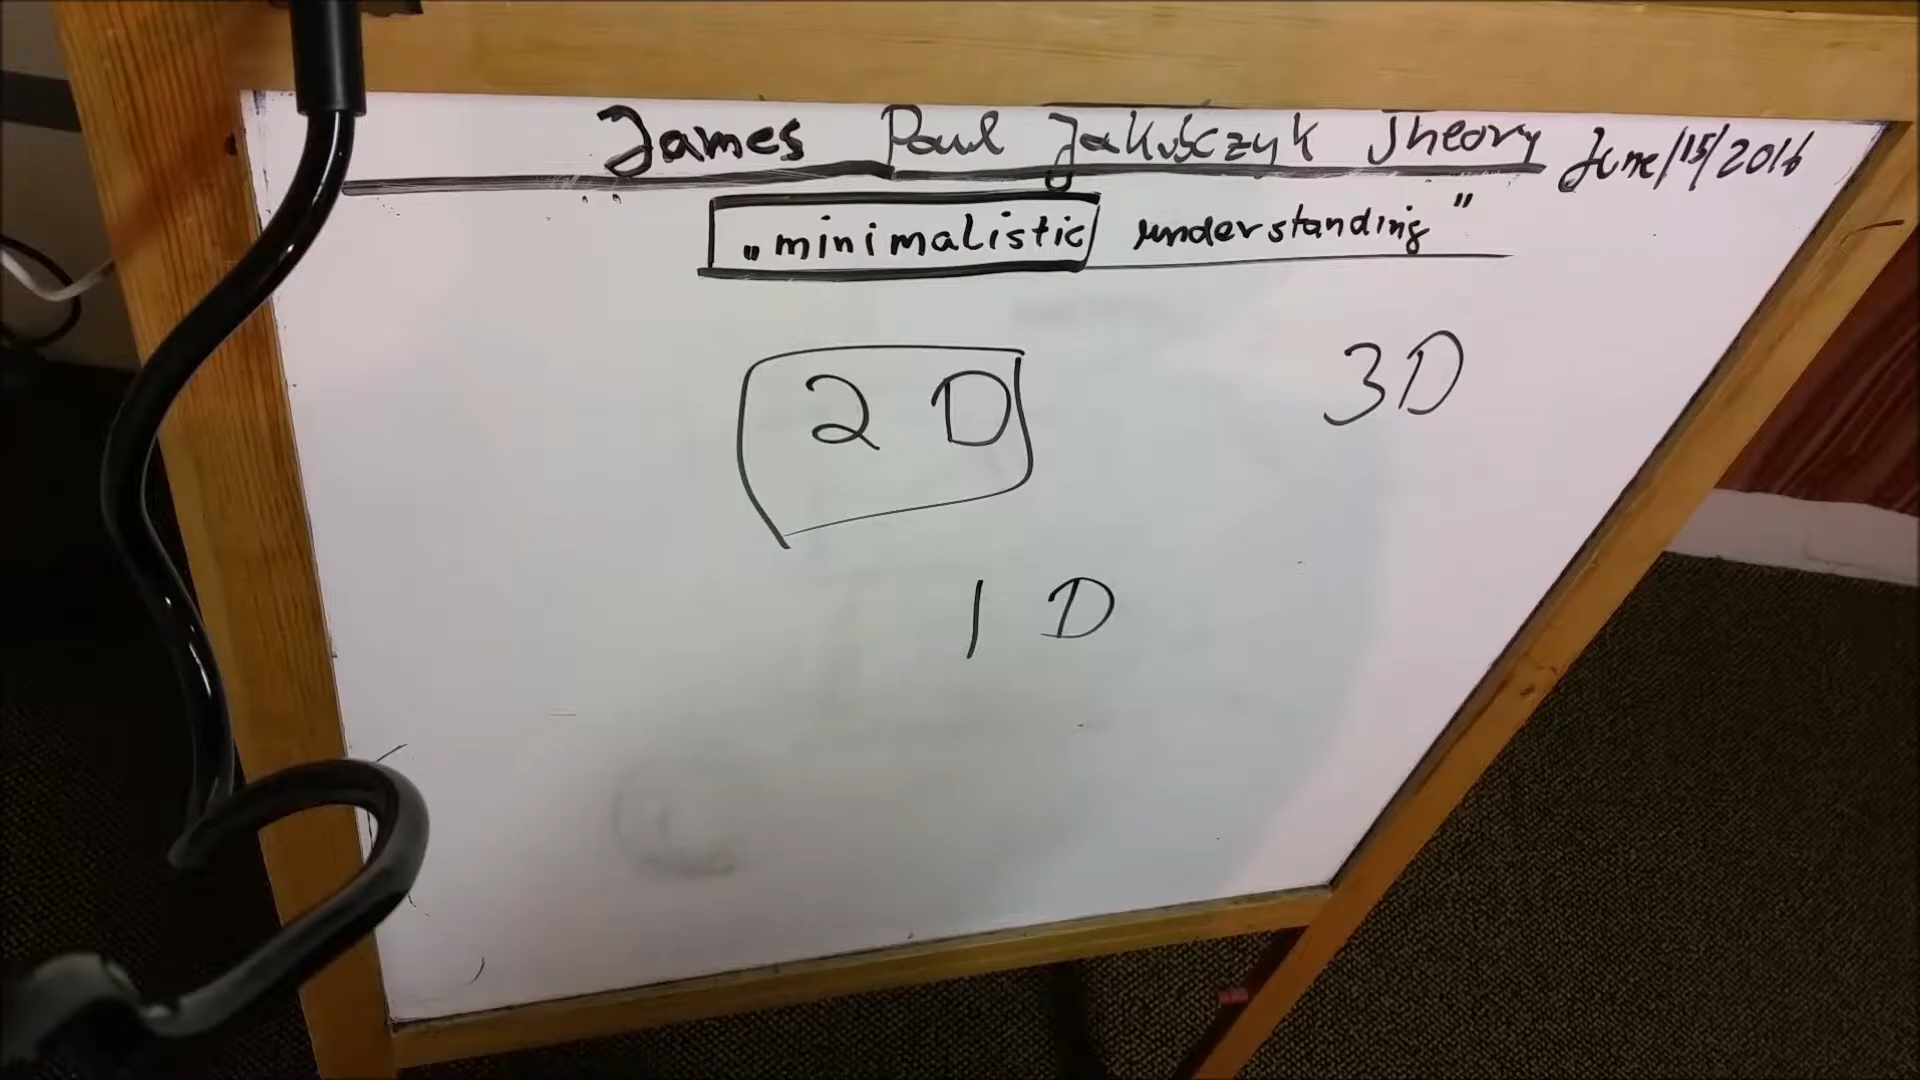 James Paul Jakubczyk Theory June/15/2016
„minimalistic understanding"
2D 3D
1D